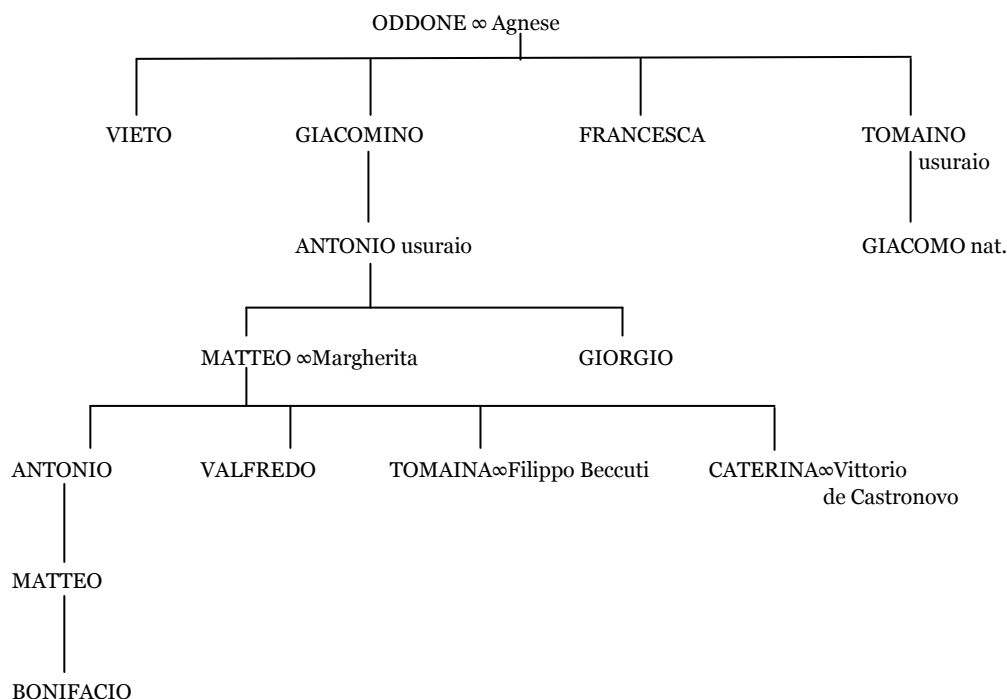 ODDONE ∞ Agnese
VIETO GIACOMINO FRANCESCA TOMAINO
usuraio
ANTONIO usuraio GIACOMO nat.
MATTEO ∞Margherita GIORGIO
ANTONIO VALFREDO TOMAINA∞Filippo Beccuti CATERINA∞Vittorio
de Castronovo
MATTEO
BONIFACIO